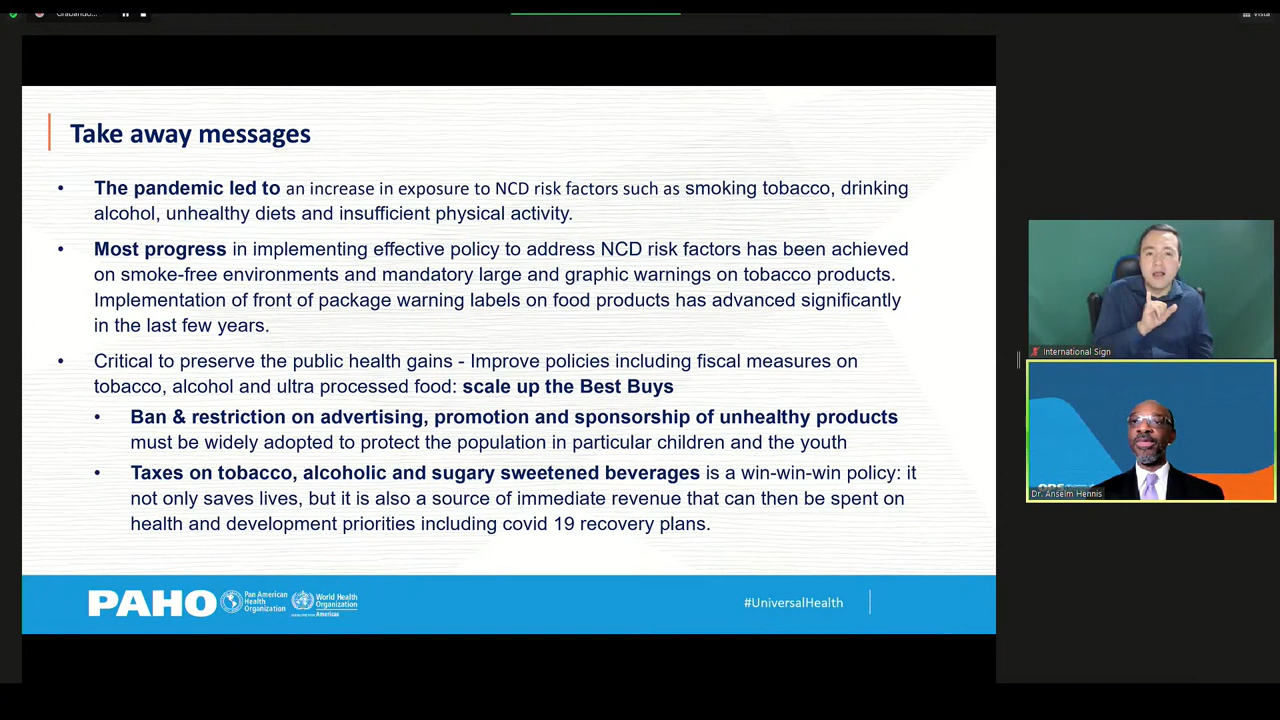 Grabando...
Vista
Take away messages
• The pandemic led to an increase in exposure to NCD risk factors such as smoking tobacco, drinking
alcohol, unhealthy diets and insufficient physical activity.
• Most progress in implementing effective policy to address NCD risk factors has been achieved
on smoke-free environments and mandatory large and graphic warnings on tobacco products.
Implementation of front of package warning labels on food products has advanced significantly
in the last few years.
• Critical to preserve the public health gains - Improve policies including fiscal measures on
tobacco, alcohol and ultra processed food: scale up the Best Buys
• Ban & restriction on advertising, promotion and sponsorship of unhealthy products
must be widely adopted to protect the population in particular children and the youth
• Taxes on tobacco, alcoholic and sugary sweetened beverages is a win-win-win policy: it
not only saves lives, but it is also a source of immediate revenue that can then be spent on
health and development priorities including covid 19 recovery plans.
PAHO
Pan American
Health
Organization
World Health
Organization
Americas
#UniversalHealth
International Sign
OPS
Dr. Anselm Hennis